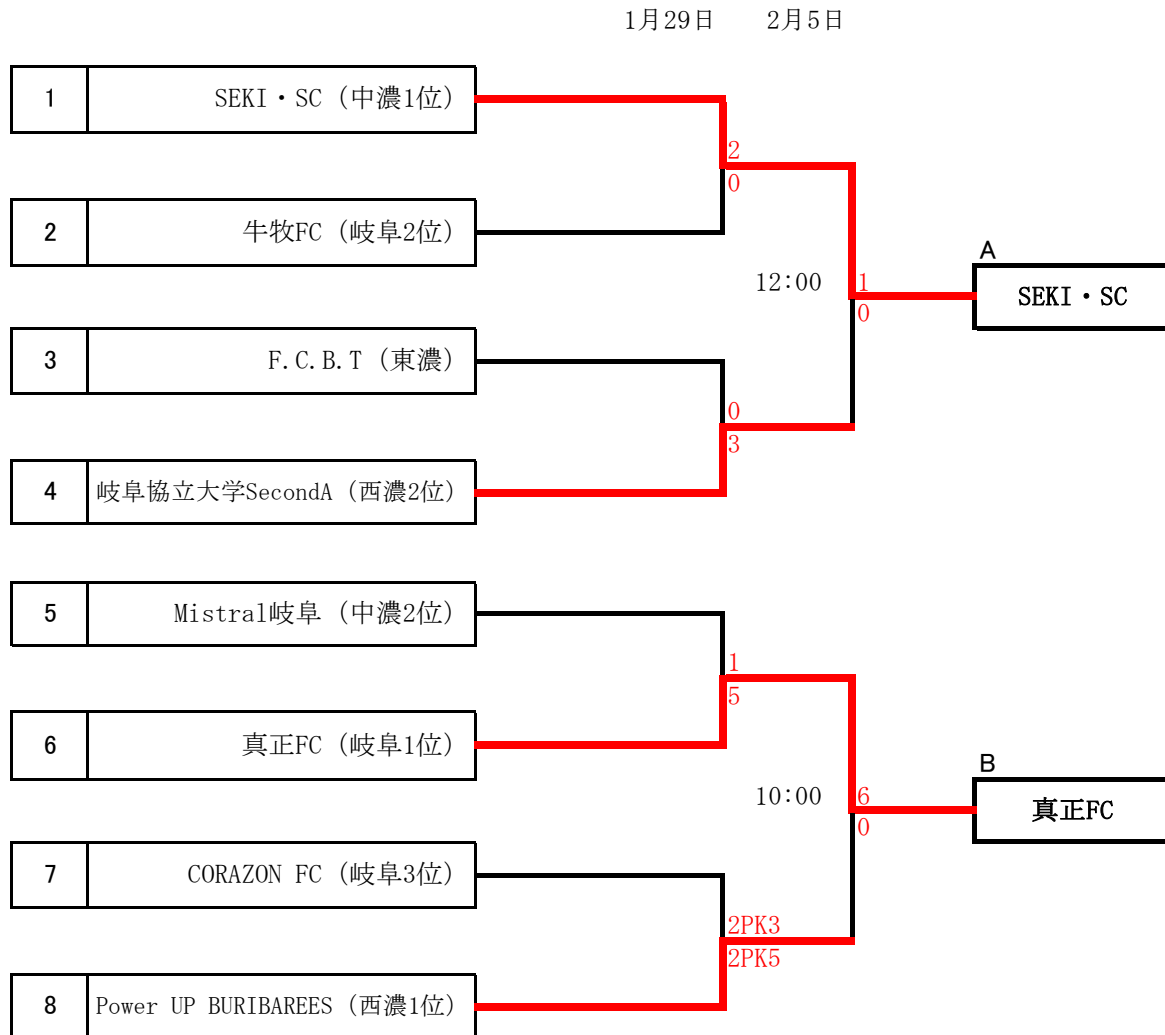 1月29日 2月5日
1 SEKI・SC (中濃1位)
2
0
2 牛牧FC (岐阜2位)
A
12:00 1
0
SEKI・SC
3 F.C.B.T (東濃)
0
3
4 岐阜協立大学SecondA (西濃2位)
5 Mistral岐阜 (中濃2位)
1
5
6 真正FC (岐阜1位)
B
10:00 6
0
真正FC
7 CORAZON FC (岐阜3位)
2PK3
2PK5
8 Power UP BURIBAREES (西濃1位)